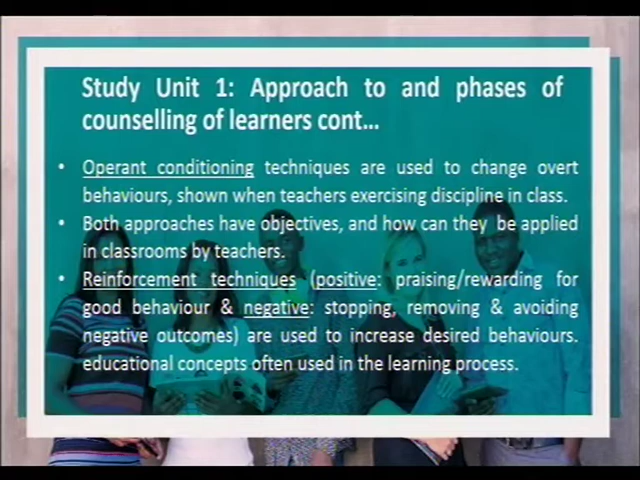 Study Unit 1: Approach to and phases of
counselling of learners cont...
• Operant conditioning techniques are used to change overt
behaviours, shown when teachers exercising discipline in class.
• Both approaches have objectives, and how can they be applied
in classrooms by teachers.
• Reinforcement techniques (positive: praising/rewarding for
good behaviour & negative: stopping, removing & avoiding
negative outcomes) are used to increase desired behaviours.
educational concepts often used in the learning process.